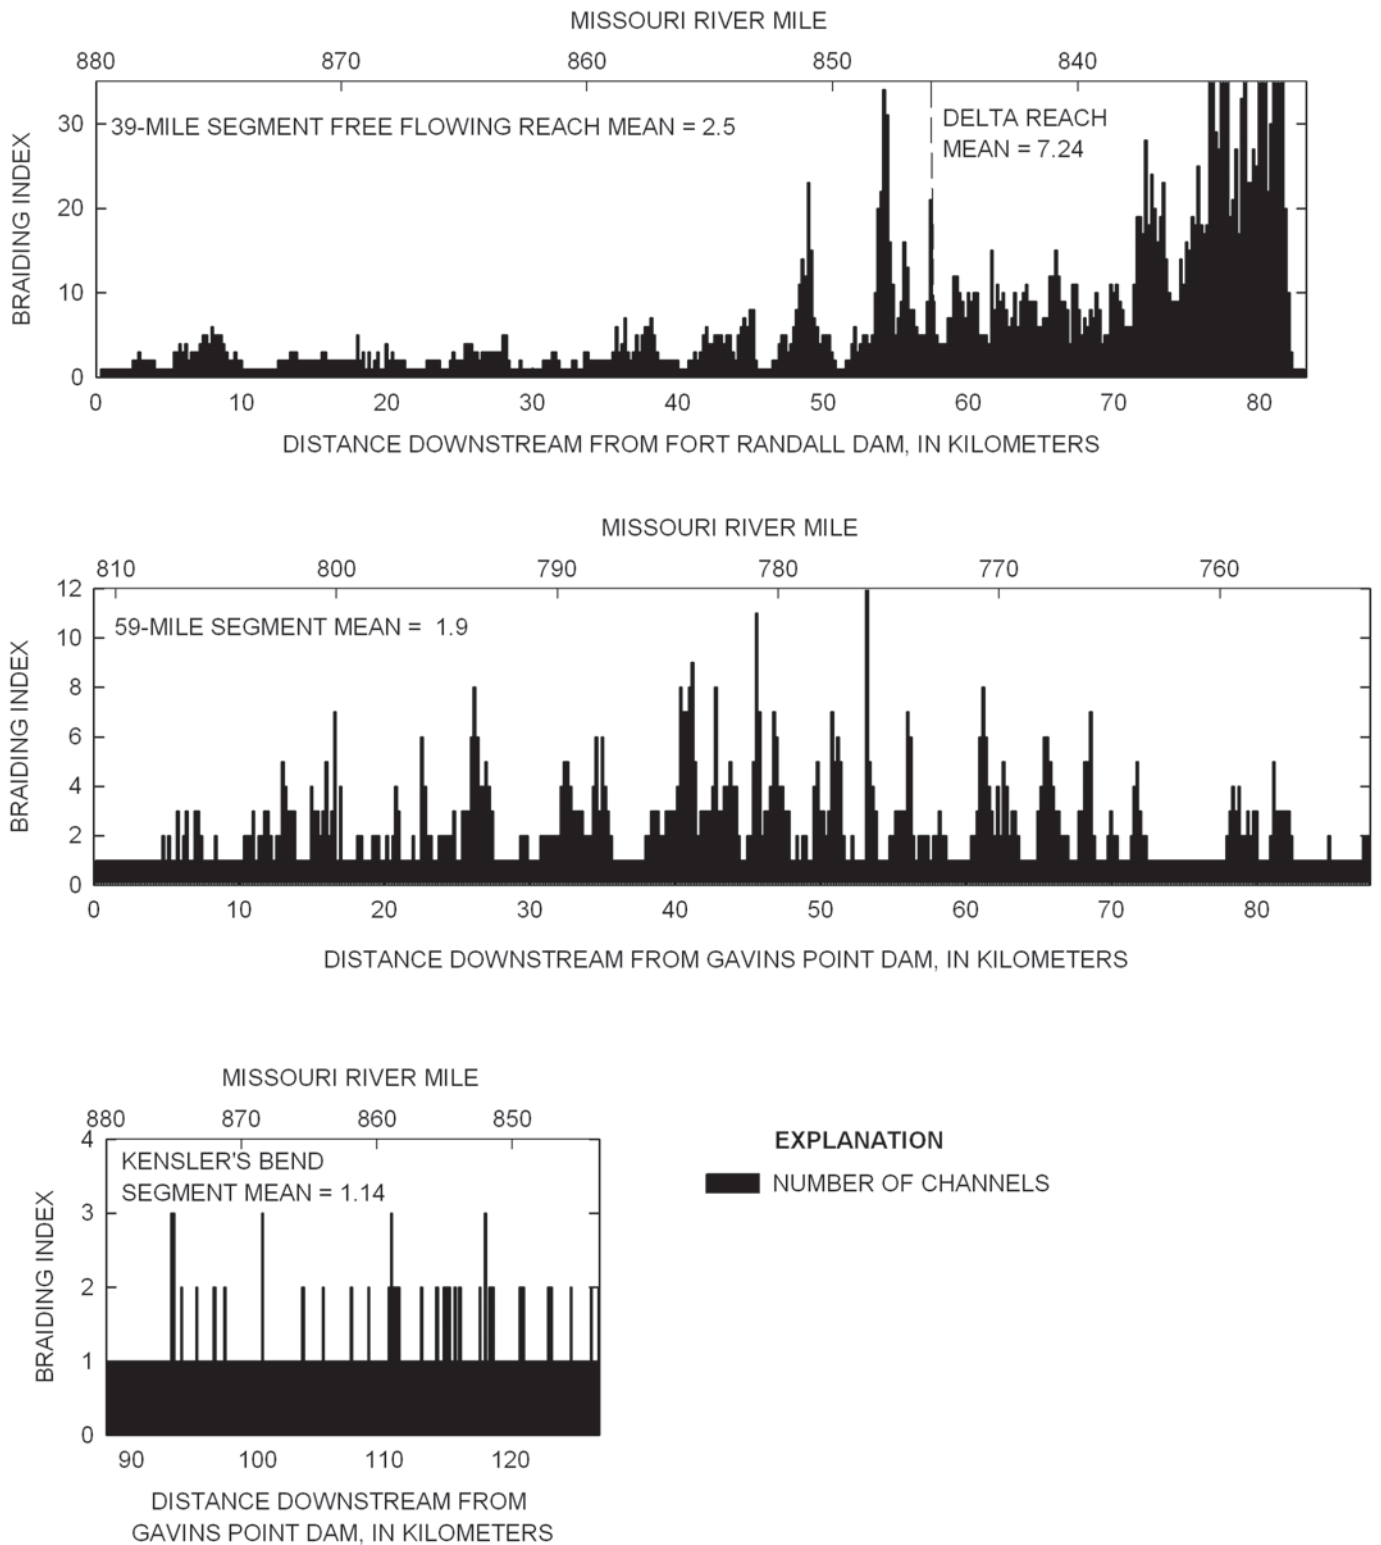 MISSOURI RIVER MILE
880 870 860 850 840
39-MILE SEGMENT FREE FLOWING REACH MEAN = 2.5
DELTA REACH
MEAN = 7.24
BRAIDING INDEX
30
20
10
0
0 10 20 30 40 50 60 70 80
DISTANCE DOWNSTREAM FROM FORT RANDALL DAM, IN KILOMETERS
MISSOURI RIVER MILE
810 800 790 780 770 760
59-MILE SEGMENT MEAN = 1.9
BRAIDING INDEX
12
10
8
6
4
2
0
0 10 20 30 40 50 60 70 80
DISTANCE DOWNSTREAM FROM GAVINS POINT DAM, IN KILOMETERS
MISSOURI RIVER MILE
880 870 860 850
KENSLER'S BEND
SEGMENT MEAN = 1.14
BRAIDING INDEX
4
3
2
1
0
90 100 110 120
DISTANCE DOWNSTREAM FROM
GAVINS POINT DAM, IN KILOMETERS
EXPLANATION
NUMBER OF CHANNELS